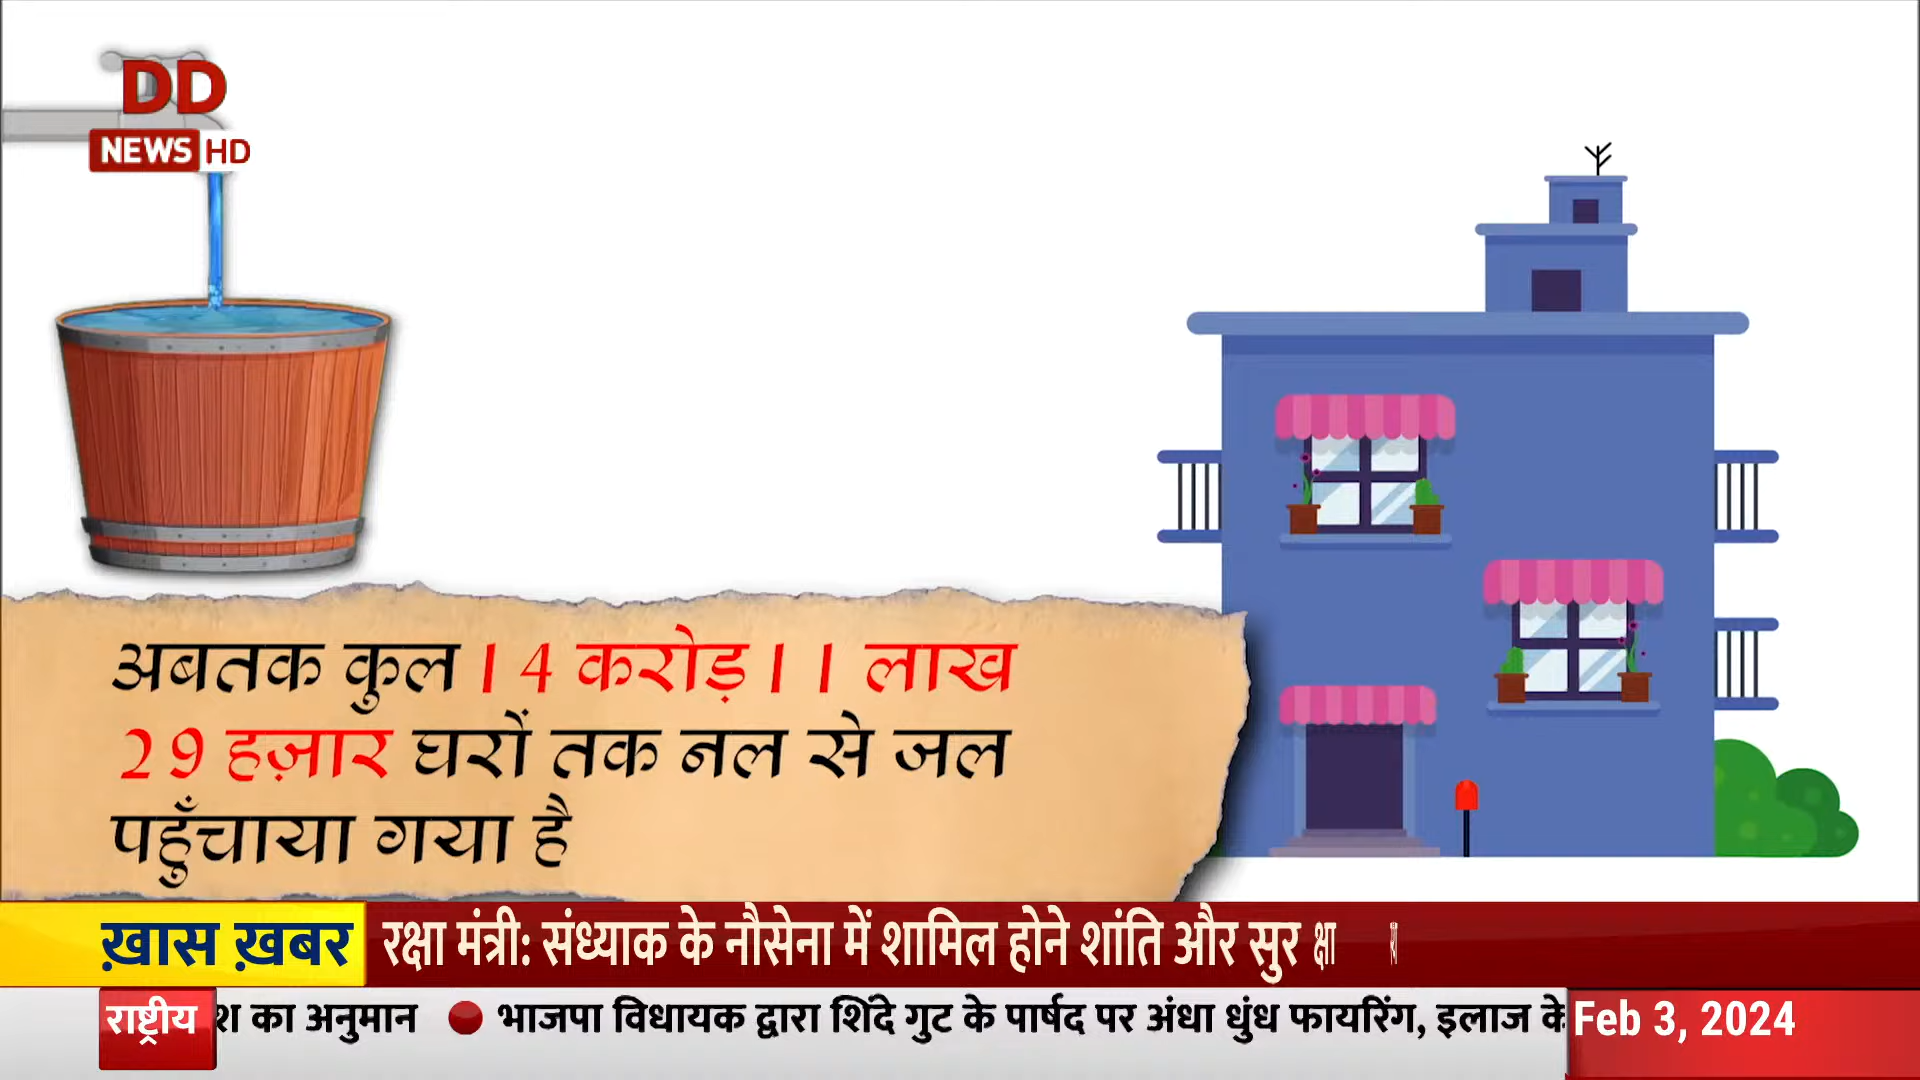 DD
NEWS HD
अबतक कुल 14 करोड़ 11 लाख
29 हज़ार घरों तक नल से जल
पहुँचाया गया है
ख़ास ख़बर रक्षा मंत्री: संध्याक के नौसेना में शामिल होने शांति और सुरक्षा
राष्ट्रीय श का अनुमान ● भाजपा विधायक द्वारा शिंदे गुट के पार्षद पर अंधा धुंध फायरिंग, इलाज के Feb 3, 2024